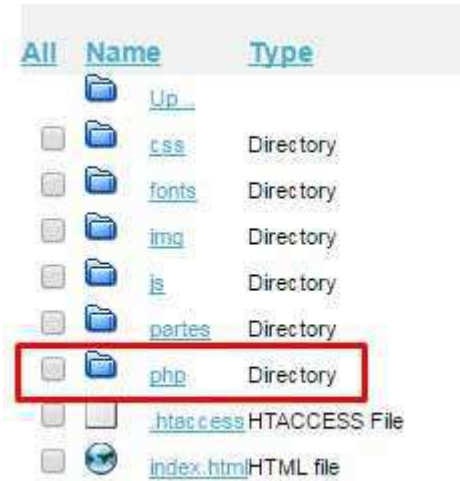 All Name Type
Up...
css Directory
fonts Directory
img Directory
js Directory
partes Directory
php Directory
.htaccess HTACCESS File
index.html HTML file